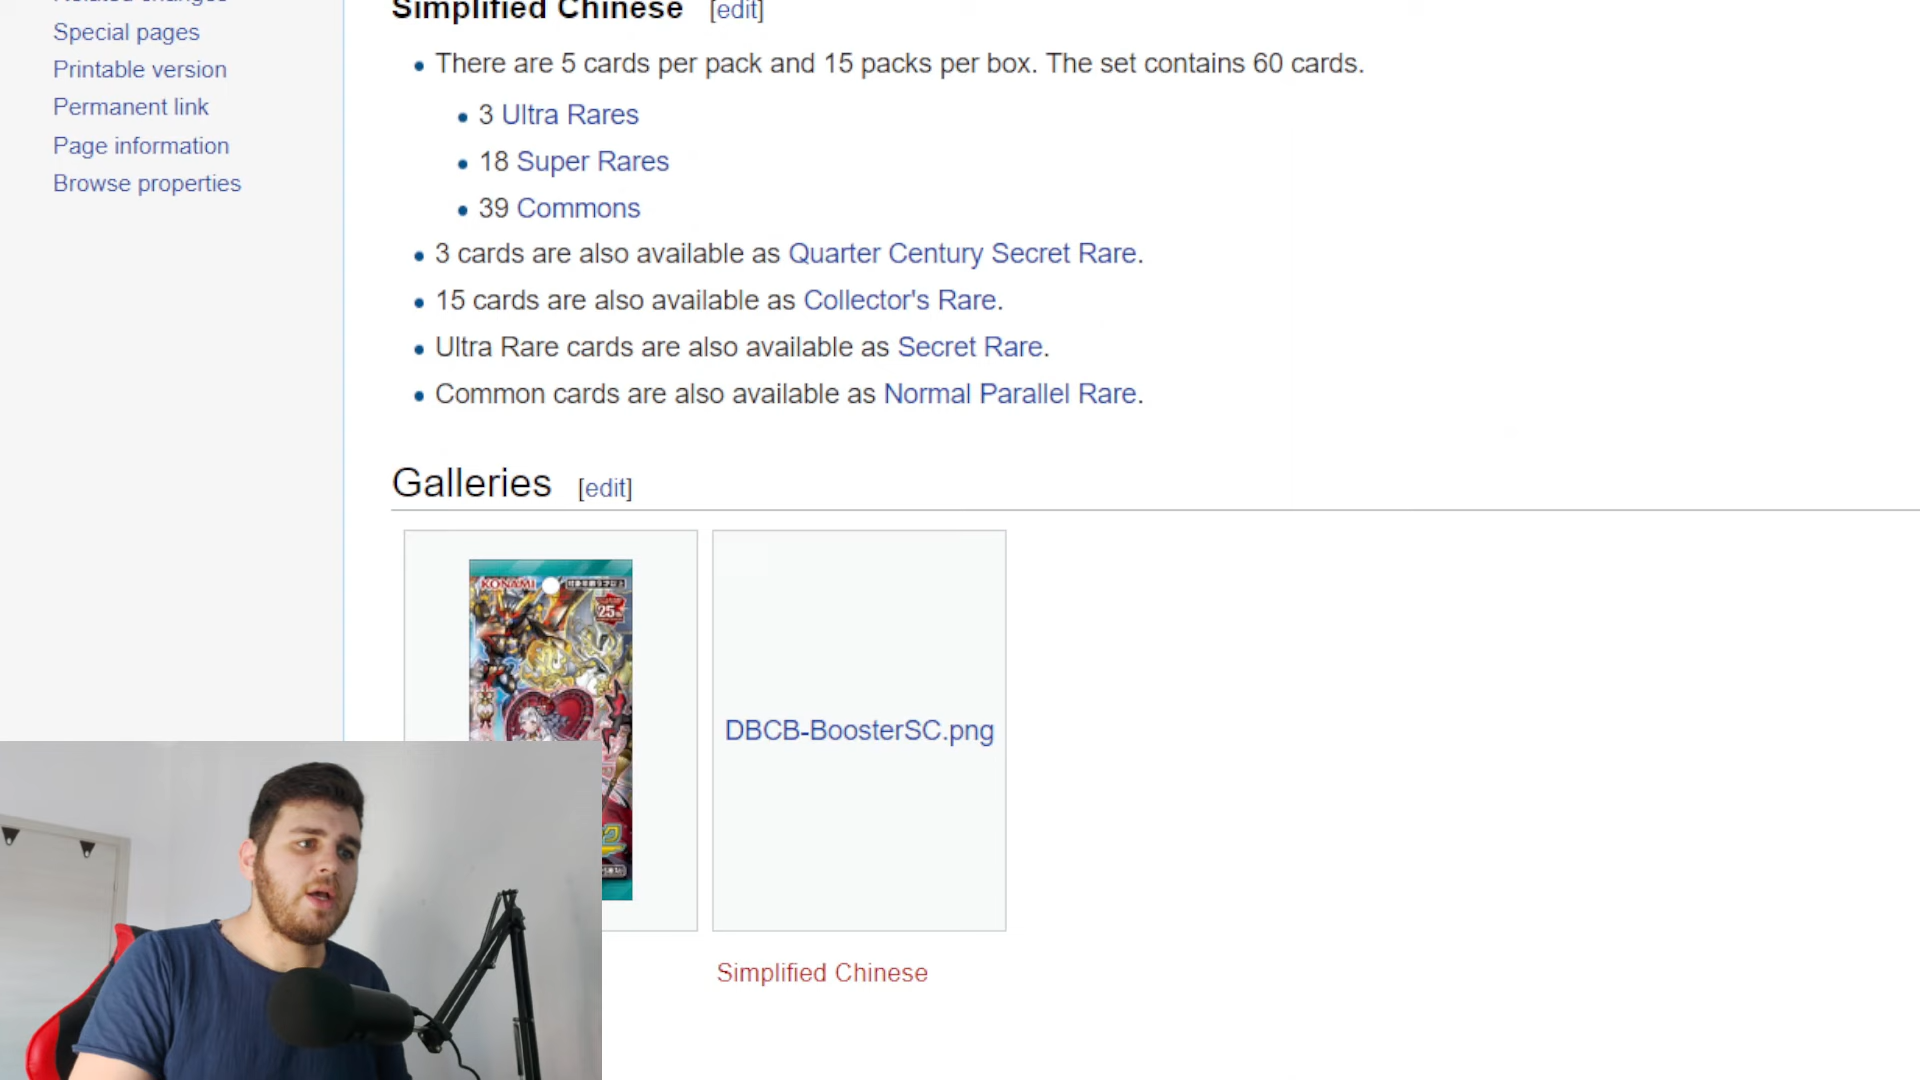 Related changes
Special pages
Printable version
Permanent link
Page information
Browse properties
Simplified Chinese [edit]
There are 5 cards per pack and 15 packs per box. The set contains 60 cards.
3 Ultra Rares
18 Super Rares
39 Commons
3 cards are also available as Quarter Century Secret Rare.
15 cards are also available as Collector's Rare.
Ultra Rare cards are also available as Secret Rare.
Common cards are also available as Normal Parallel Rare.
Galleries [edit]
KONAMI
25th
DBCB-BoosterSC.png
Simplified Chinese